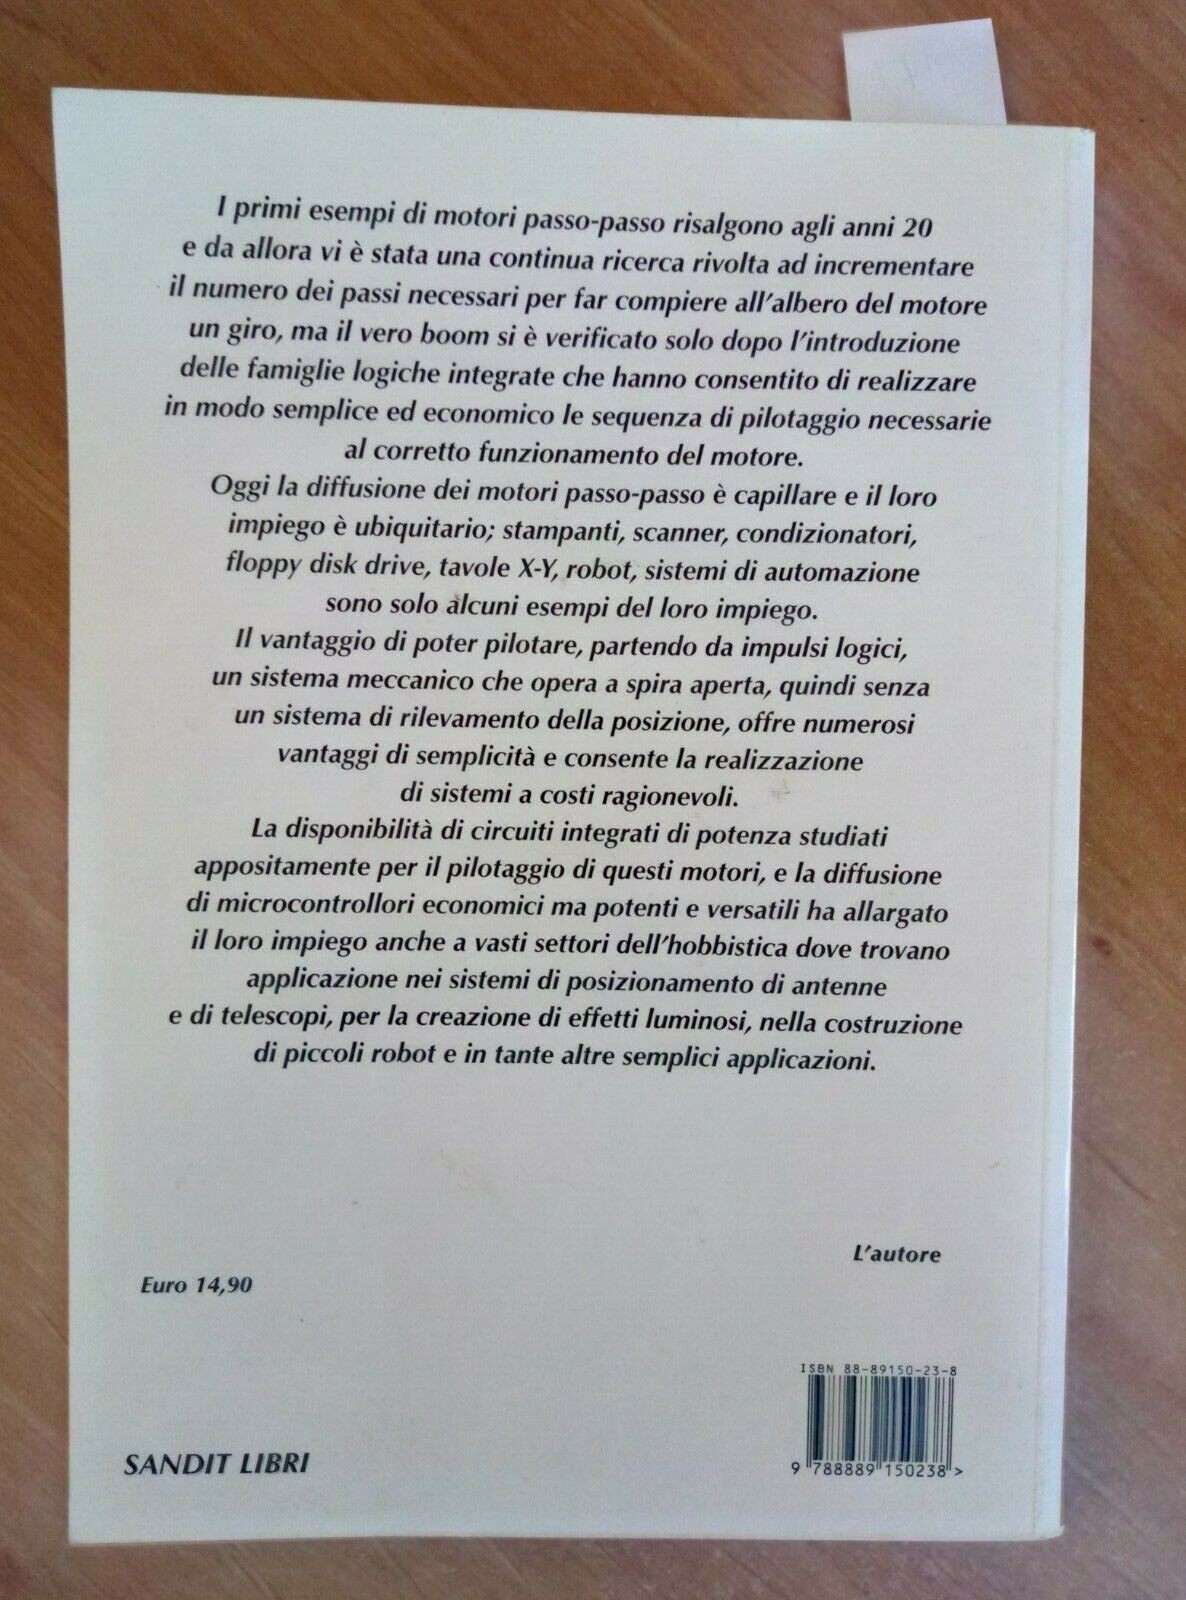 I primi esempi di motori passo-passo risalgono agli anni 20
e da allora vi è stata una continua ricerca rivolta ad incrementare
il numero dei passi necessari per far compiere all'albero del motore
un giro, ma il vero boom si è verificato solo dopo l'introduzione
delle famiglie logiche integrate che hanno consentito di realizzare
in modo semplice ed economico le sequenza di pilotaggio necessarie
al corretto funzionamento del motore.
Oggi la diffusione dei motori passo-passo è capillare e il loro
impiego è ubiquitario; stampanti, scanner, condizionatori,
floppy disk drive, tavole X-Y, robot, sistemi di automazione
sono solo alcuni esempi del loro impiego.
Il vantaggio di poter pilotare, partendo da impulsi logici,
un sistema meccanico che opera a spira aperta, quindi senza
un sistema di rilevamento della posizione, offre numerosi
vantaggi di semplicità e consente la realizzazione
di sistemi a costi ragionevoli.
La disponibilità di circuiti integrati di potenza studiati
appositamente per il pilotaggio di questi motori, e la diffusione
di microcontrollori economici ma potenti e versatili ha allargato
il loro impiego anche a vasti settori dell'hobbistica dove trovano
applicazione nei sistemi di posizionamento di antenne
e di telescopi, per la creazione di effetti luminosi, nella costruzione
di piccoli robot e in tante altre semplici applicazioni.
L'autore
Euro 14,90
ISBN 88-89150-23-8
9 788889 150238 >
SANDIT LIBRI